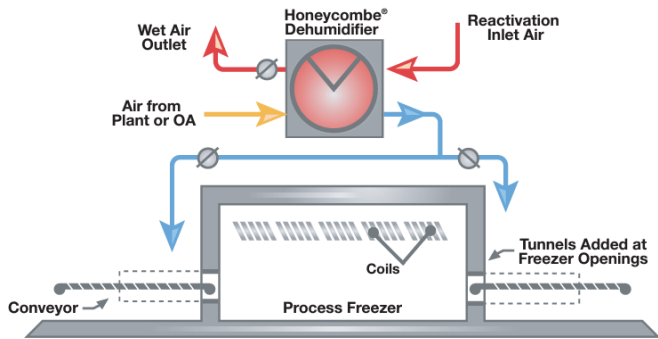 Honeycombe®
Dehumidifier
Reactivation
Inlet Air
Wet Air
Outlet
Air from
Plant or OA
Coils
Tunnels Added at
Freezer Openings
Conveyor
Process Freezer